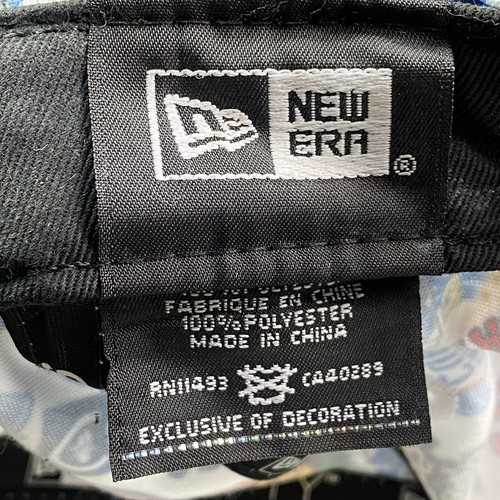 NEW
ERA
®
FABRIQUE EN CHINE
100% POLYESTER
MADE IN CHINA
RN11493 CA40289
EXCLUSIVE OF DECORATION